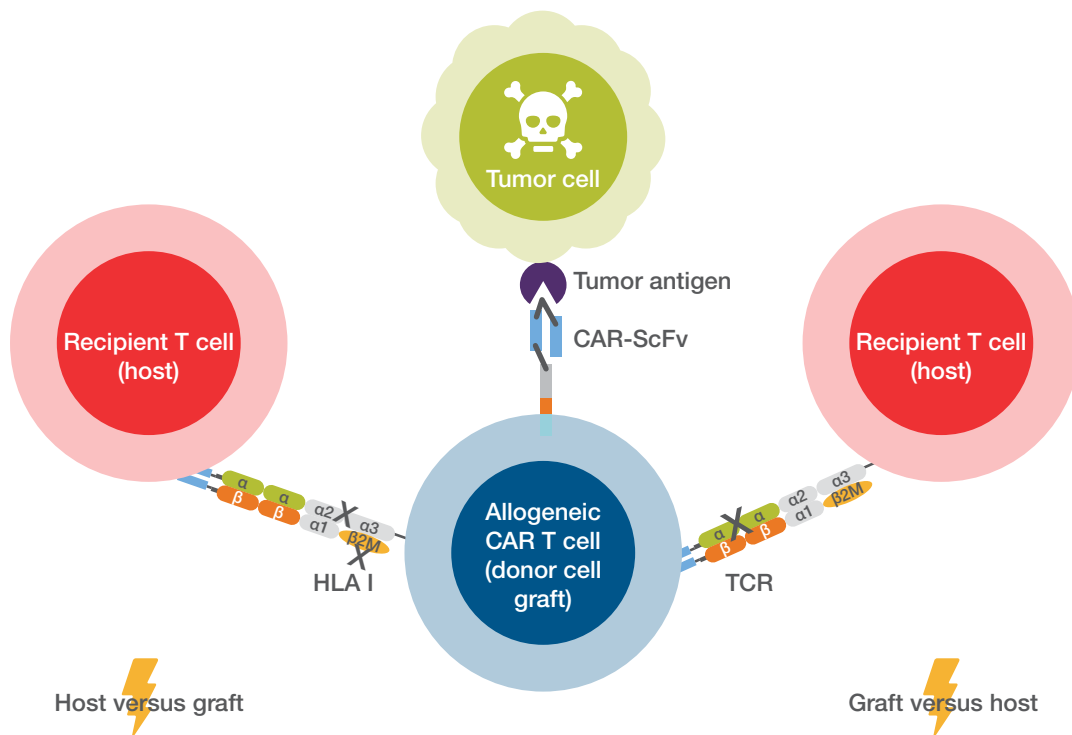 Tumor cell
Tumor antigen
CAR-ScFv
Recipient T cell
(host)
Recipient T cell
(host)
α α α2 α3
β β α1 β2M
HLA I
Allogeneic
CAR T cell
(donor cell
graft)
α α α2 α3
β β α1 β2M
TCR
Host versus graft
Graft versus host